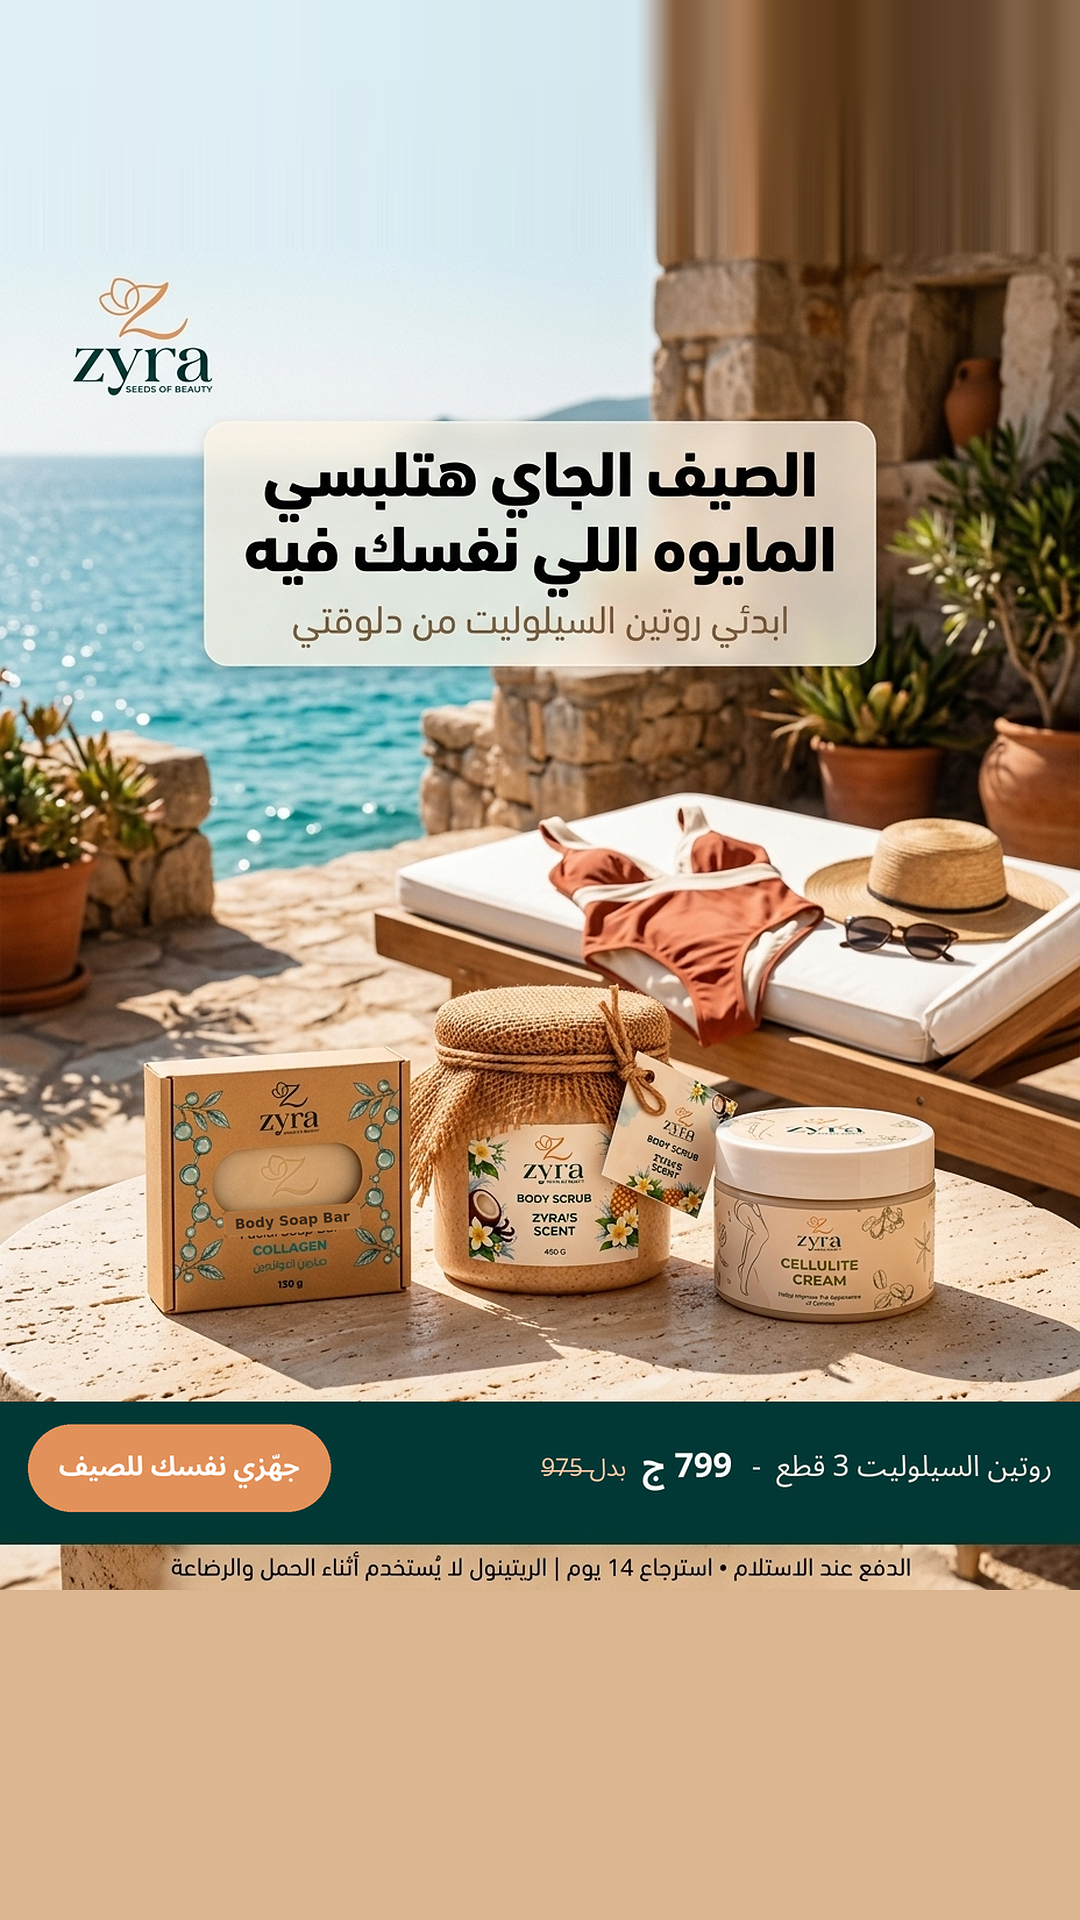 zyra
SEEDS OF BEAUTY
الصيف الجاي هتلبسي
المايوه اللي نفسك فيه
ابدئي روتين السيلوليت من دلوقتي
zyra
Body Soap Bar
COLLAGEN
130 g
zyra
BODY SCRUB
ZYRA'S
SCENT
450 G
BODY SCRUB
SCENT
zyra
zyra
CELLULITE
CREAM
روتين السيلوليت 3 قطع - 799 ج بدل 975
جهّزي نفسك للصيف
الدفع عند الاستلام • استرجاع 14 يوم | الريتينول لا يُستخدم أثناء الحمل والرضاعة